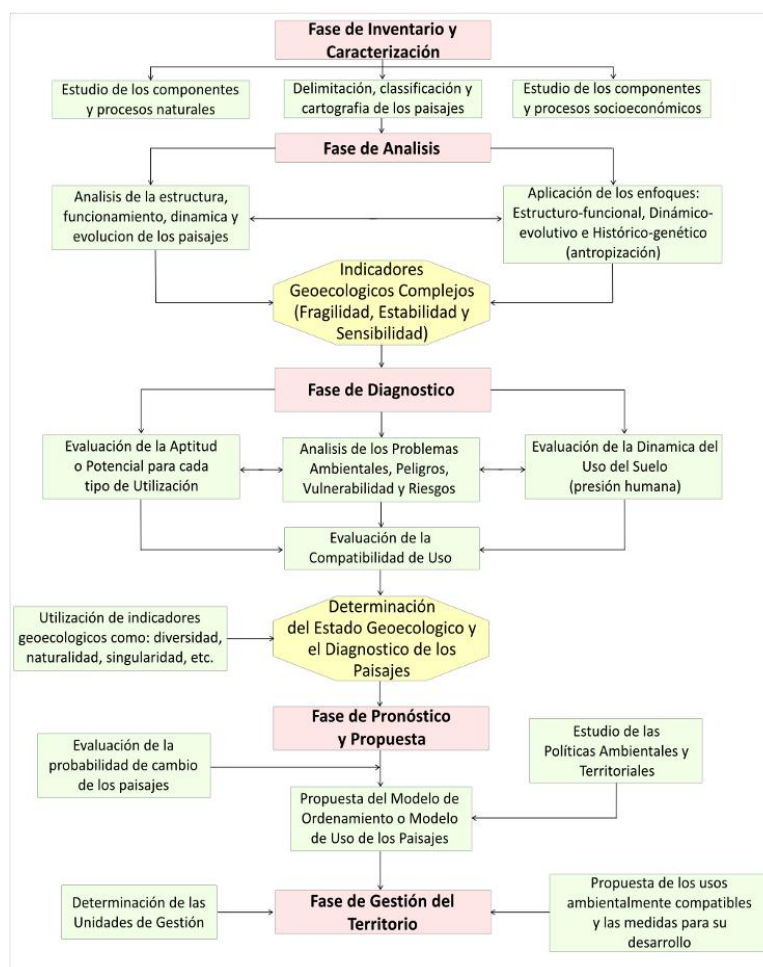 Fase de Inventario y
Caracterización
Estudio de los componentes
y procesos naturales
Delimitación, classificación y
cartografia de los paisajes
Estudio de los componentes
y procesos socioeconómicos
Fase de Analisis
Analisis de la estructura,
funcionamiento, dinamica y
evolucion de los paisajes
Aplicación de los enfoques:
Estructuro-funcional, Dinámico-
evolutivo e Histórico-genético
(antropización)
Indicadores
Geoecologicos Complejos
(Fragilidad, Estabilidad y
Sensibilidad)
Fase de Diagnostico
Evaluación de la Aptitud
o Potencial para cada
tipo de Utilización
Analisis de los Problemas
Ambientales, Peligros,
Vulnerabilidad y Riesgos
Evaluación de la Dinamica del
Uso del Suelo
(presión humana)
Evaluación de la
Compatibilidad de Uso
Utilización de indicadores
geoecologicos como: diversidad,
naturalidad, singularidad, etc.
Determinación
del Estado Geoecologico y
el Diagnostico de los
Paisajes
Fase de Pronóstico
y Propuesta
Evaluación de la
probabilidad de cambio
de los paisajes
Estudio de las
Políticas Ambientales y
Territoriales
Propuesta del Modelo de
Ordenamiento o Modelo
de Uso de los Paisajes
Determinación de las
Unidades de Gestión
Fase de Gestión del
Territorio
Propuesta de los usos
ambientalmente compatibles
y las medidas para su
desarrollo